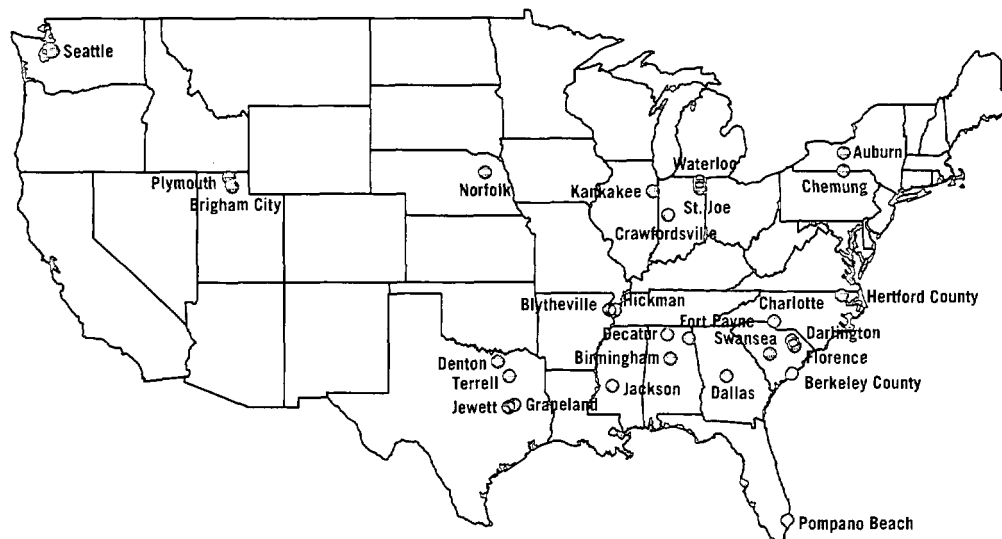 Seattle
Auburn
Waterloo
Plymouth
Norfolk
Kankakee
Chemung
Brigham City
St. Joe
Crawfordsville
Hertford County
Blytheville
Hickman
Charlotte
Fort Payne
Decatur
Swansea
Darlington
Denton
Birmingham
Florence
Terrell
Jackson
Dallas
Berkeley County
Jewett
Grapeland
Pompano Beach